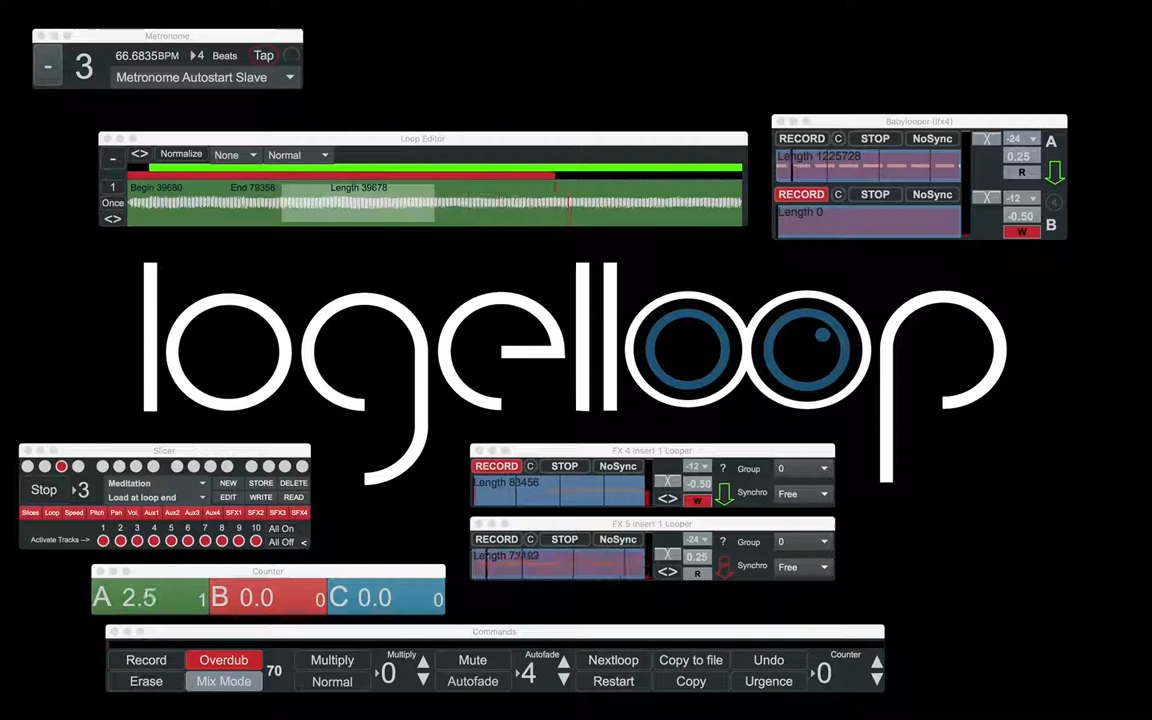 Metronome
- 3 66.6835BPM 4 Beats Tap
Metronome Autostart Slave
Loop Editor
- <> Normalize None Normal
1 Begin 39680 End 79356 Length 39678
Once
<>
Babylooper (lfx4)
RECORD C STOP NoSync -24 A
Length 1225728 0.25
R
RECORD C STOP NoSync -12 4
Length 0 -0.50 B
W
logelloop
Slicer
Stop 3 Meditation NEW STORE DELETE
Load at loop end EDIT WRITE READ
Slices Loop Speed Pitch Pan Vol. Aux1 Aux2 Aux3 Aux4 SFX1 SFX2 SFX3 SFX4
1 2 3 4 5 6 7 8 9 10 All On
Activate Tracks --> All Off <
FX 4 Insert 1 Looper
RECORD C STOP NoSync -12 ? Group 0
Length 83456 -0.50
<> W Synchro Free
FX 5 Insert 1 Looper
RECORD C STOP NoSync -24 ? Group 0
Length 0.25
<> R Synchro Free
Counter
A 2.5 1 B 0.0 0 C 0.0 0
Commands
Record Overdub 70 Multiply Multiply 0 Mute Autofade 4 Nextloop Copy to file Undo Counter 0
Erase Mix Mode Normal Autofade Restart Copy Urgence